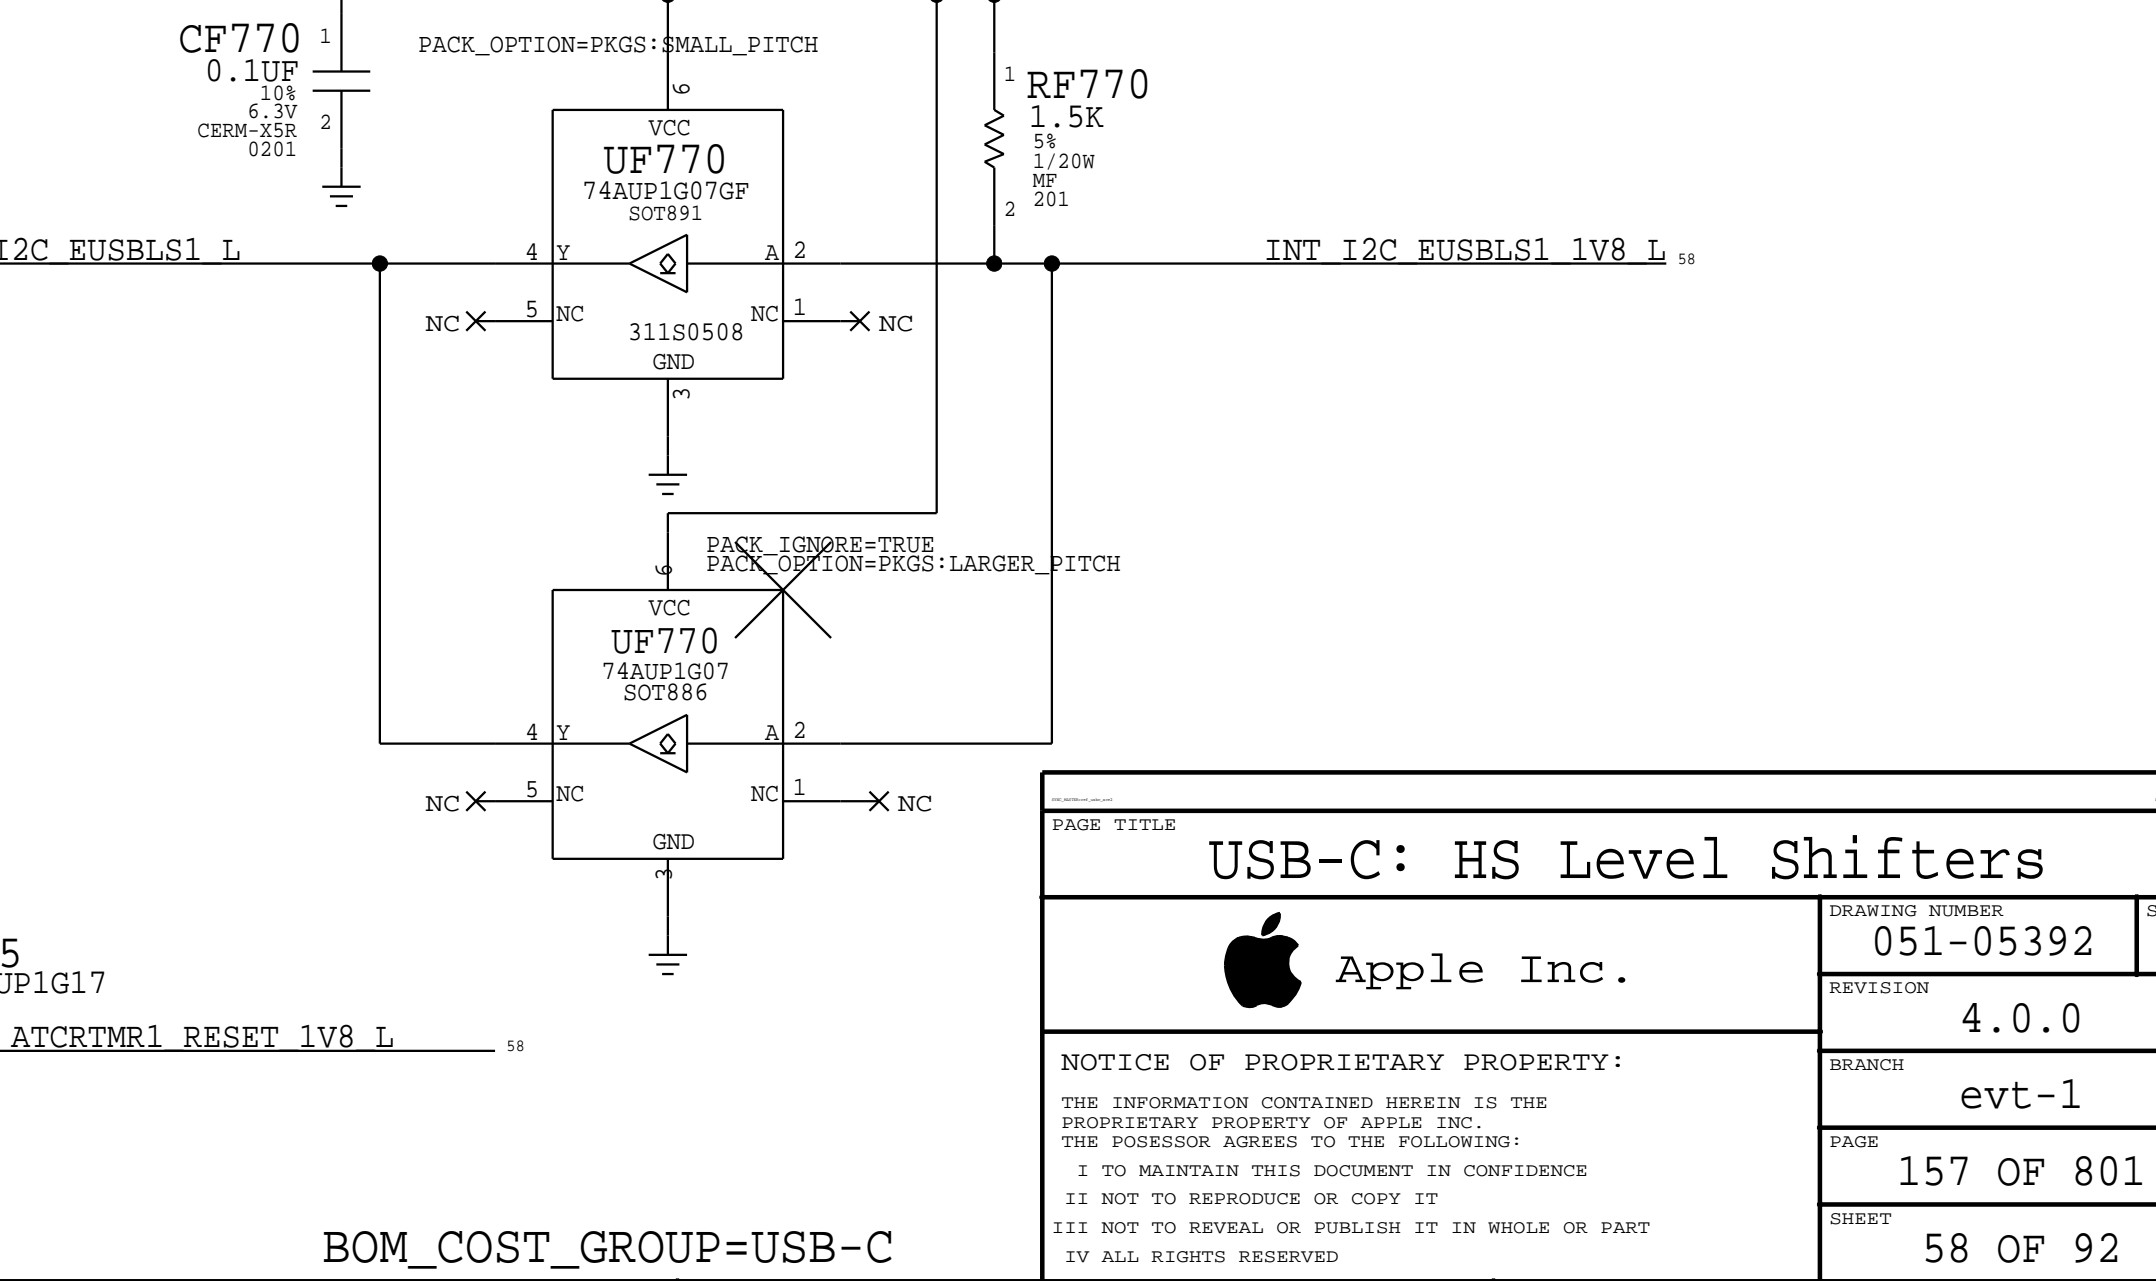 CF770
1
0.1UF
10%
6.3V
CERM-X5R
0201
2
PACK_OPTION=PKGS:SMALL_PITCH
6
VCC
UF770
74AUP1G07GF
SOT891
1
RF770
1.5K
5%
1/20W
MF
201
2
I2C_EUSBLS1_L
4
Y
A
2
INT_I2C_EUSBLS1_1V8_L
58
NC
5
NC
NC
1
NC
311S0508
GND
3
PACK_IGNORE=TRUE
PACK_OPTION=PKGS:LARGER_PITCH
6
VCC
UF770
74AUP1G07
SOT886
4
Y
A
2
NC
5
NC
NC
1
NC
GND
3
5
UP1G17
ATCRTMR1_RESET_1V8_L
58
BOM_COST_GROUP=USB-C
PAGE TITLE
USB-C: HS Level Shifters
Apple Inc.
DRAWING NUMBER
051-05392
S
REVISION
4.0.0
BRANCH
evt-1
PAGE
157 OF 801
SHEET
58 OF 92
NOTICE OF PROPRIETARY PROPERTY:
THE INFORMATION CONTAINED HEREIN IS THE
PROPRIETARY PROPERTY OF APPLE INC.
THE POSESSOR AGREES TO THE FOLLOWING:
I TO MAINTAIN THIS DOCUMENT IN CONFIDENCE
II NOT TO REPRODUCE OR COPY IT
III NOT TO REVEAL OR PUBLISH IT IN WHOLE OR PART
IV ALL RIGHTS RESERVED